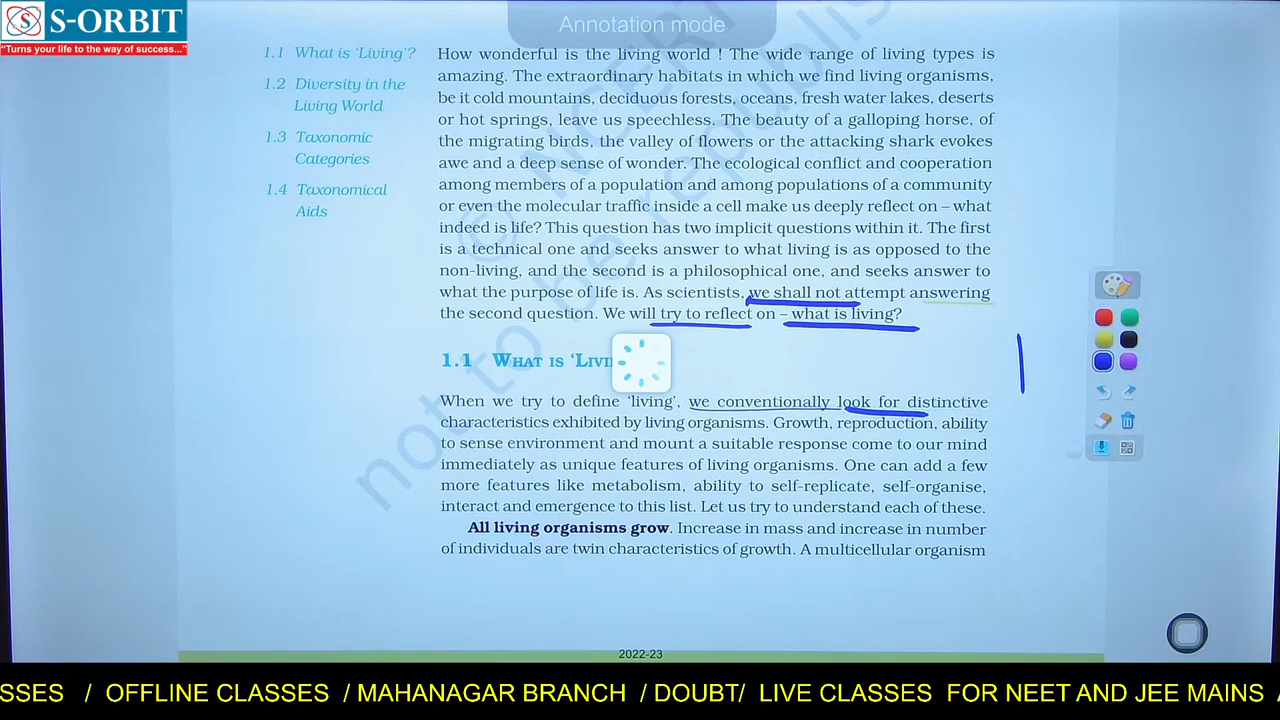 S-ORBIT
"Turns your life to the way of success..."
Annotation mode
1.1 What is 'Living'?
1.2 Diversity in the
Living World
1.3 Taxonomic
Categories
1.4 Taxonomical
Aids
How wonderful is the living world ! The wide range of living types is
amazing. The extraordinary habitats in which we find living organisms,
be it cold mountains, deciduous forests, oceans, fresh water lakes, deserts
or hot springs, leave us speechless. The beauty of a galloping horse, of
the migrating birds, the valley of flowers or the attacking shark evokes
awe and a deep sense of wonder. The ecological conflict and cooperation
among members of a population and among populations of a community
or even the molecular traffic inside a cell make us deeply reflect on – what
indeed is life? This question has two implicit questions within it. The first
is a technical one and seeks answer to what living is as opposed to the
non-living, and the second is a philosophical one, and seeks answer to
what the purpose of life is. As scientists, we shall not attempt answering
the second question. We will try to reflect on – what is living?
1.1 WHAT IS 'LIVI
When we try to define 'living', we conventionally look for distinctive
characteristics exhibited by living organisms. Growth, reproduction, ability
to sense environment and mount a suitable response come to our mind
immediately as unique features of living organisms. One can add a few
more features like metabolism, ability to self-replicate, self-organise,
interact and emergence to this list. Let us try to understand each of these.
All living organisms grow. Increase in mass and increase in number
of individuals are twin characteristics of growth. A multicellular organism
© NCERT
not to be republi
2022-23
SSES / OFFLINE CLASSES / MAHANAGAR BRANCH / DOUBT/ LIVE CLASSES FOR NEET AND JEE MAINS